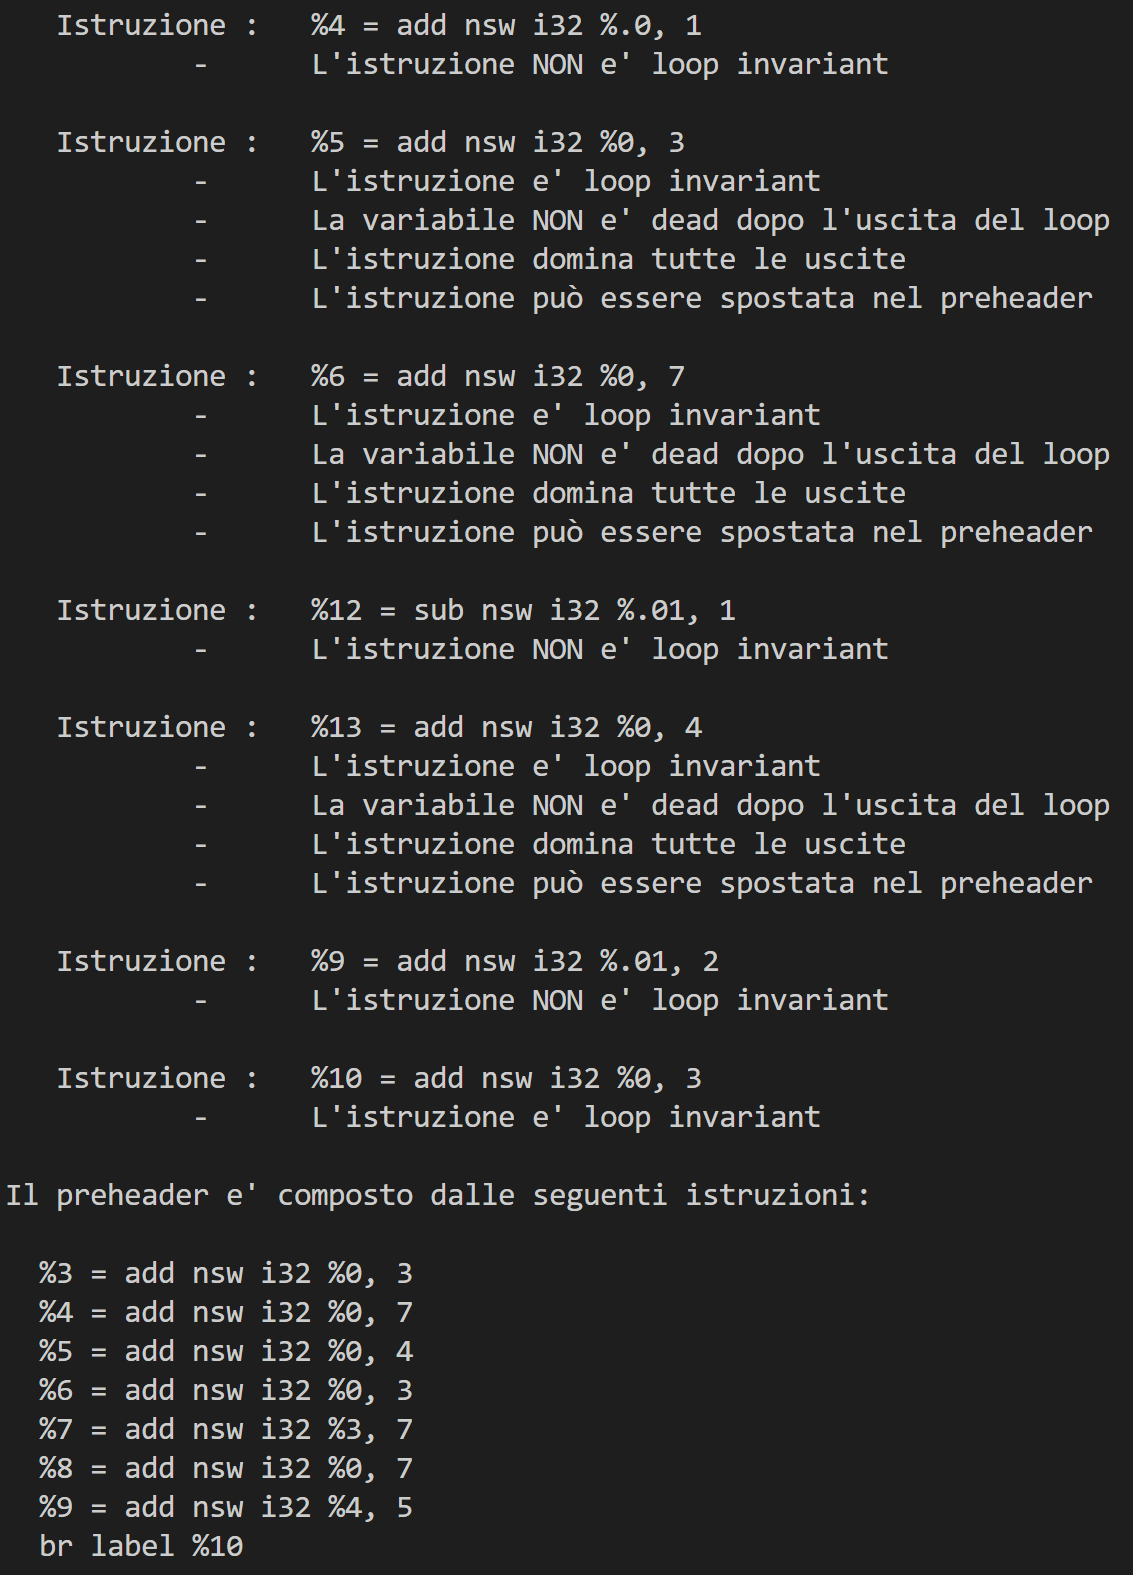 Istruzione :   %4 = add nsw i32 %.0, 1
-      L'istruzione NON e' loop invariant
Istruzione :   %5 = add nsw i32 %0, 3
-      L'istruzione e' loop invariant
-      La variabile NON e' dead dopo l'uscita del loop
-      L'istruzione domina tutte le uscite
-      L'istruzione può essere spostata nel preheader
Istruzione :   %6 = add nsw i32 %0, 7
-      L'istruzione e' loop invariant
-      La variabile NON e' dead dopo l'uscita del loop
-      L'istruzione domina tutte le uscite
-      L'istruzione può essere spostata nel preheader
Istruzione :   %12 = sub nsw i32 %.01, 1
-      L'istruzione NON e' loop invariant
Istruzione :   %13 = add nsw i32 %0, 4
-      L'istruzione e' loop invariant
-      La variabile NON e' dead dopo l'uscita del loop
-      L'istruzione domina tutte le uscite
-      L'istruzione può essere spostata nel preheader
Istruzione :   %9 = add nsw i32 %.01, 2
-      L'istruzione NON e' loop invariant
Istruzione :   %10 = add nsw i32 %0, 3
-      L'istruzione e' loop invariant
Il preheader e' composto dalle seguenti istruzioni:
%3 = add nsw i32 %0, 3
%4 = add nsw i32 %0, 7
%5 = add nsw i32 %0, 4
%6 = add nsw i32 %0, 3
%7 = add nsw i32 %3, 7
%8 = add nsw i32 %0, 7
%9 = add nsw i32 %4, 5
br label %10